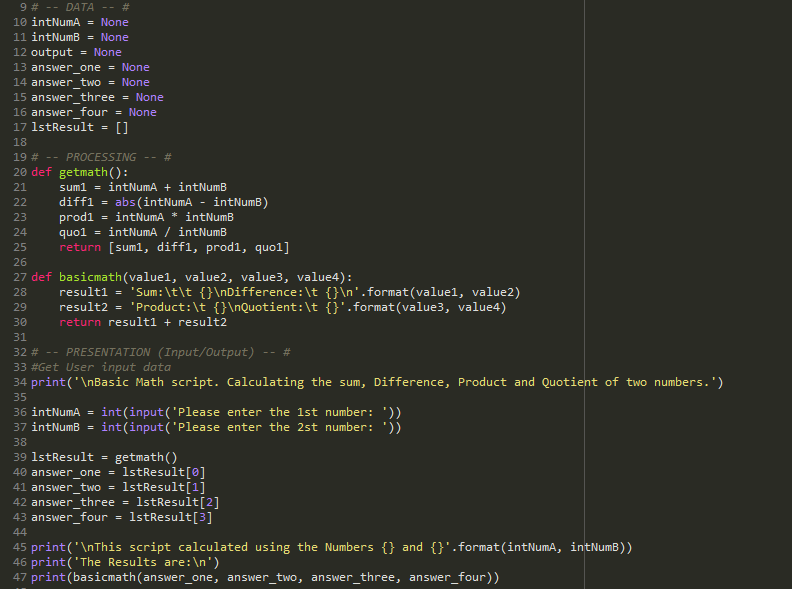 9 # -- DATA -- #
10 intNumA = None
11 intNumB = None
12 output = None
13 answer_one = None
14 answer_two = None
15 answer_three = None
16 answer_four = None
17 lstResult = []
18
19 # -- PROCESSING -- #
20 def getmath():
21     sum1 = intNumA + intNumB
22     diff1 = abs(intNumA - intNumB)
23     prod1 = intNumA * intNumB
24     quo1 = intNumA / intNumB
25     return [sum1, diff1, prod1, quo1]
26
27 def basicmath(value1, value2, value3, value4):
28     result1 = 'Sum:\t\t {}\nDifference:\t {}\n'.format(value1, value2)
29     result2 = 'Product:\t {}\nQuotient:\t {}'.format(value3, value4)
30     return result1 + result2
31
32 # -- PRESENTATION (Input/Output) -- #
33 #Get User input data
34 print('\nBasic Math script. Calculating the sum, Difference, Product and Quotient of two numbers.')
35
36 intNumA = int(input('Please enter the 1st number: '))
37 intNumB = int(input('Please enter the 2st number: '))
38
39 lstResult = getmath()
40 answer_one = lstResult[0]
41 answer_two = lstResult[1]
42 answer_three = lstResult[2]
43 answer_four = lstResult[3]
44
45 print('\nThis script calculated using the Numbers {} and {}'.format(intNumA, intNumB))
46 print('The Results are:\n')
47 print(basicmath(answer_one, answer_two, answer_three, answer_four))